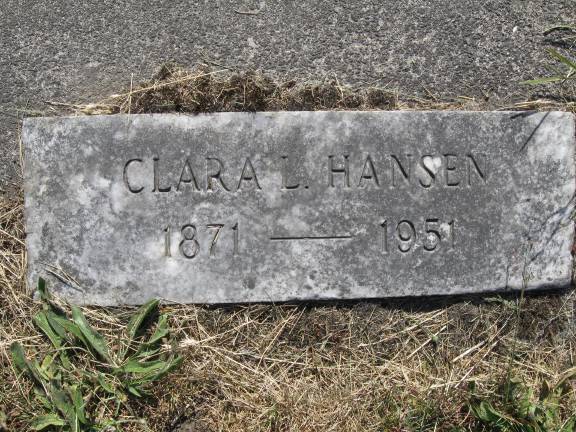 CLARA L. HANSEN
1871 — 1951